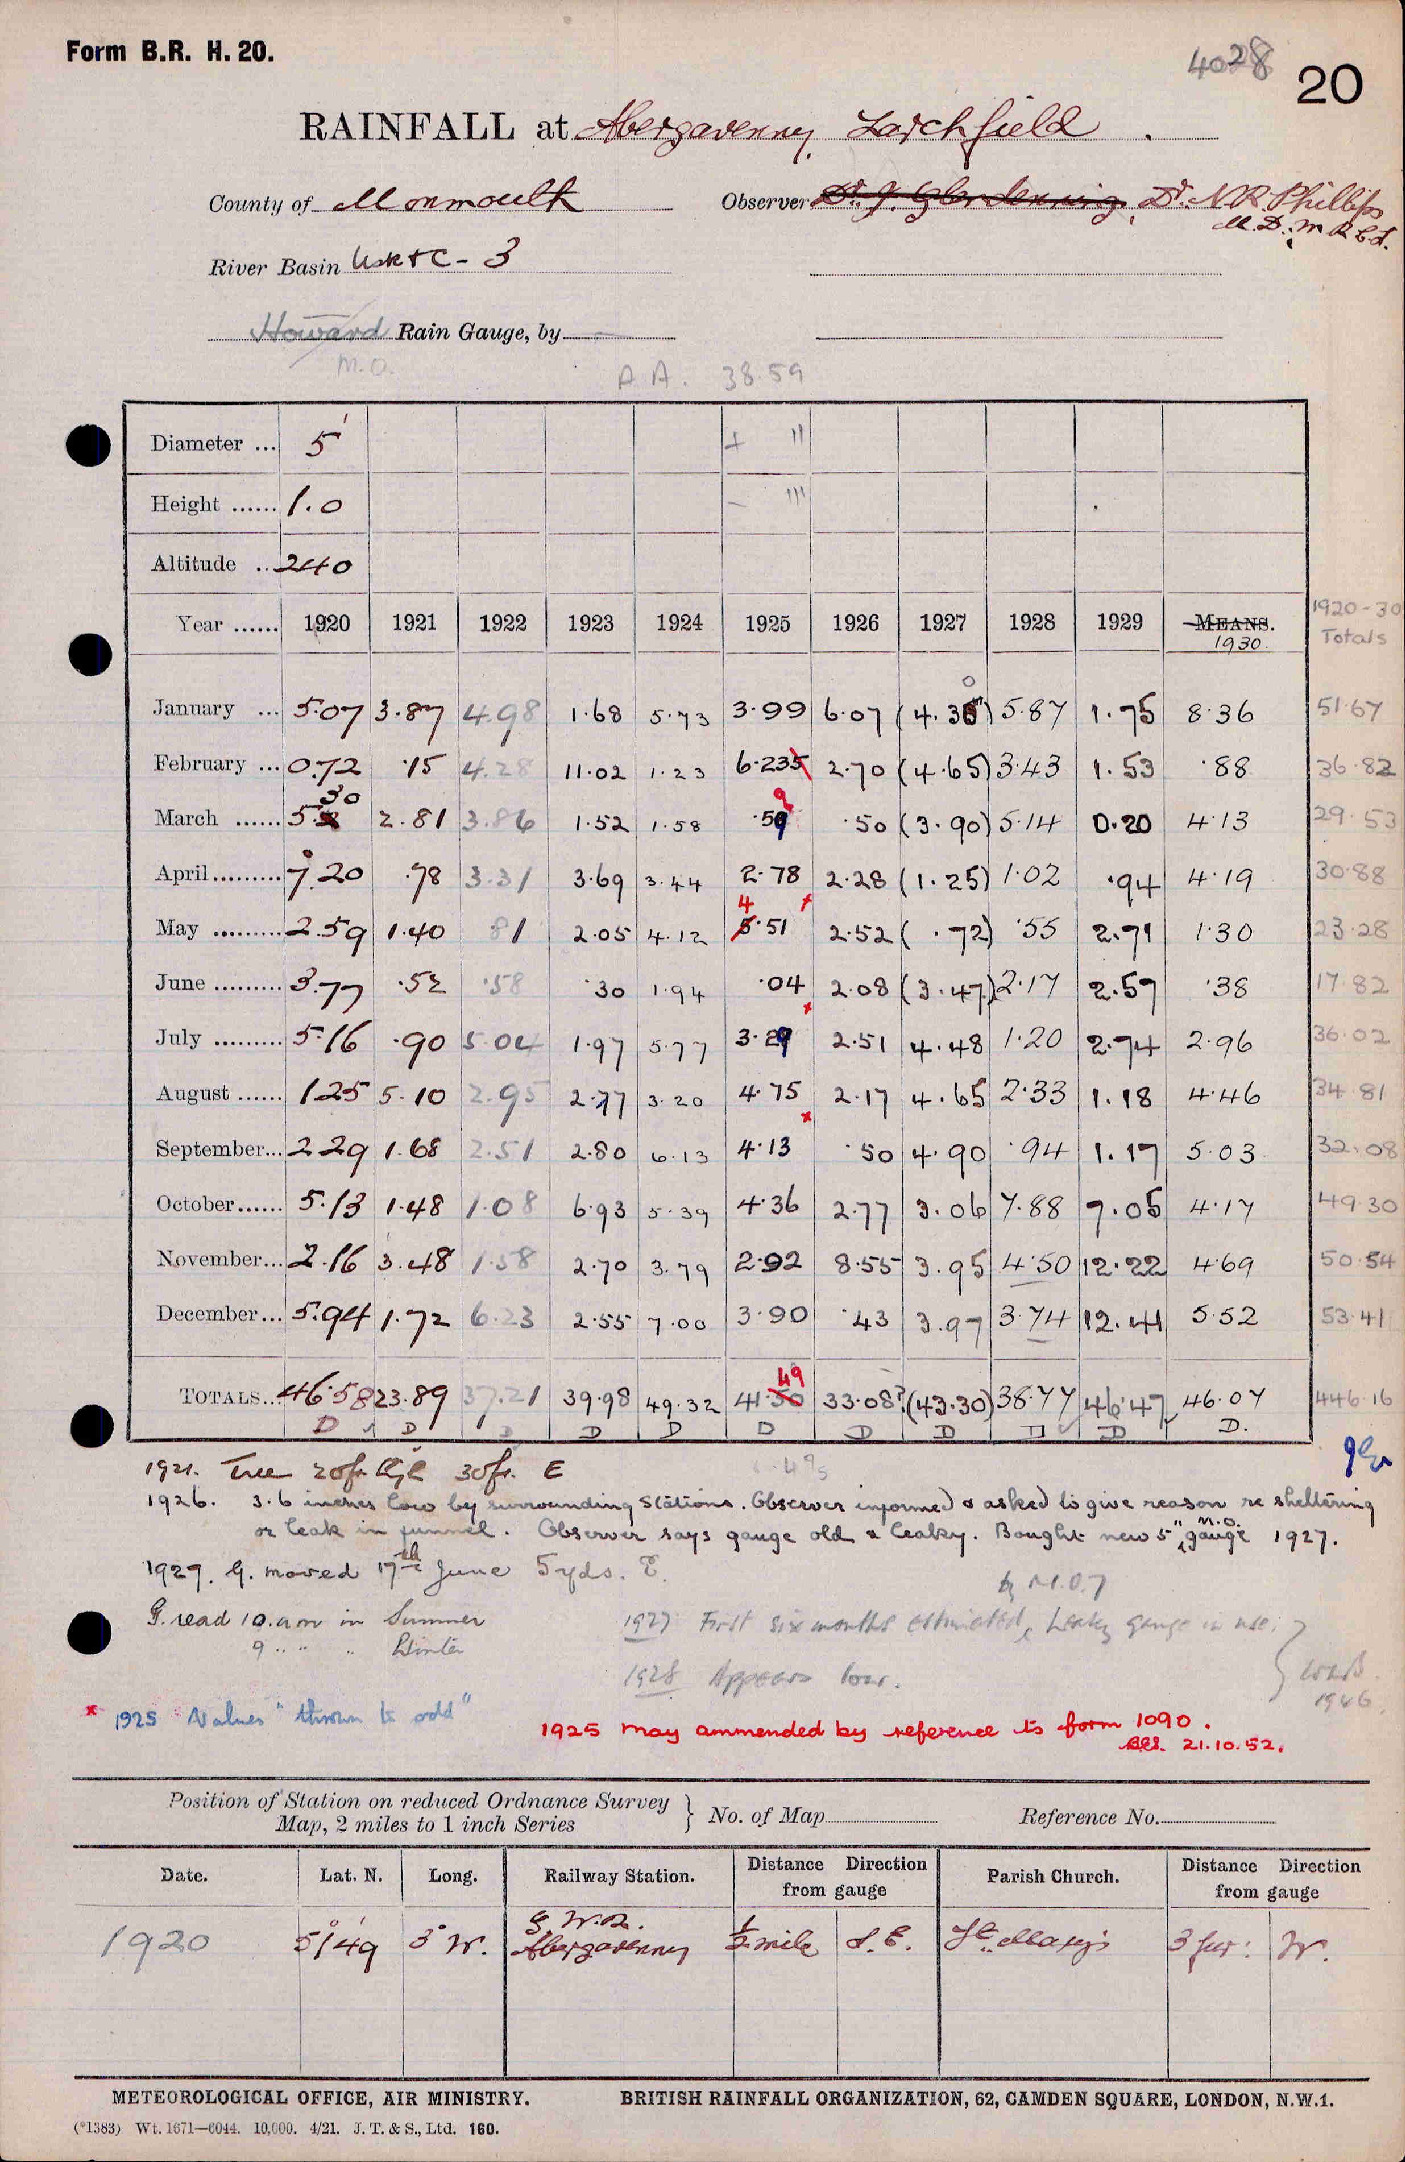 Form B.R. H. 20.
4028
20
RAINFALL at Abergavenny, Larchfield.
County of Monmouth
Observer Dr. J. Glendenning, Dr. N. R. Phillips
M.D., M.R.C.S.
River Basin Usk + C - 3
Howard Rain Gauge, by
M.O.
A A. 38.59
Diameter ... 5 + 11
Height ...... 1.0 - 111
Altitude .. 240
Year ...... 1920 1921 1922 1923 1924 1925 1926 1927 1928 1929 MEANS. 1930. 1920-30 Totals
January ... 5.07 3.87 4.98 1.68 5.73 3.99 6.07 (4.30) 5.87 1.75 8.36 51.67
February ... 0.72 .15 4.28 11.02 1.23 6.235 2.70 (4.65) 3.43 1.53 .88 36.82
March ...... 5.30 2.81 3.86 1.52 1.58 .59 .50 (3.90) 5.14 0.20 4.13 29.53
April ......... 7.20 .78 3.31 3.69 3.44 2.78 2.28 (1.25) 1.02 .94 4.19 30.88
May ......... 2.59 1.40 81 2.05 4.12 4.51 2.52 ( .72) .55 2.71 1.30 23.28
June ......... 3.77 .52 .58 .30 1.94 .04 2.08 (3.47) 2.17 2.57 .38 17.82
July ......... 5.16 .90 5.04 1.97 5.77 3.29 2.51 4.48 1.20 2.74 2.96 36.02
August ...... 1.25 5.10 2.95 2.77 3.20 4.75 2.17 4.65 2.33 1.18 4.46 34.81
September... 2.29 1.68 2.51 2.80 6.13 4.13 .50 4.90 .94 1.17 5.03 32.08
October...... 5.13 1.48 1.08 6.93 5.39 4.36 2.77 3.06 7.88 7.05 4.17 49.30
November... 2.16 3.48 1.58 2.70 3.79 2.92 8.55 3.95 4.50 12.22 4.69 50.54
December... 5.94 1.72 6.23 2.55 7.00 3.90 .43 3.97 3.74 12.41 5.52 53.41
TOTALS... 46.58 23.89 37.21 39.98 49.32 41.49 33.08? (43.30) 38.77 46.47 46.07 446.16
D D D D D D D D D D D.
1921. Tree 20ft high 30ft. E
1926. 3.6 inches low by surrounding stations. Observer informed & asked to give reason re sheltering
or leak in funnel. Observer says gauge old & leaky. Bought new 5" M.O. gauge 1927.
1927. G. moved 17th June 5 yds. E.
by M.O.?
G. read 10. a.m in Summer
9 " " " Winter
1927 First six months estimated, leaky gauge in use.
1928 Appears low.
1946
* 1925 Values "thrown to odd"
1925 May ammended by reference to form 1090.
21.10.52.
Position of Station on reduced Ordnance Survey
Map, 2 miles to 1 inch Series
No. of Map
Reference No.
Date. Lat. N. Long. Railway Station. Distance Direction from gauge Parish Church. Distance Direction from gauge
1920 51°49' 3° W. G.W.R. Abergavenny ½ mile S.E. St. Mary's 3 fur: W.
METEOROLOGICAL OFFICE, AIR MINISTRY. BRITISH RAINFALL ORGANIZATION, 62, CAMDEN SQUARE, LONDON, N.W.1.
(*1383) Wt. 1671—6044. 10,000. 4/21. J. T. & S., Ltd. 160.